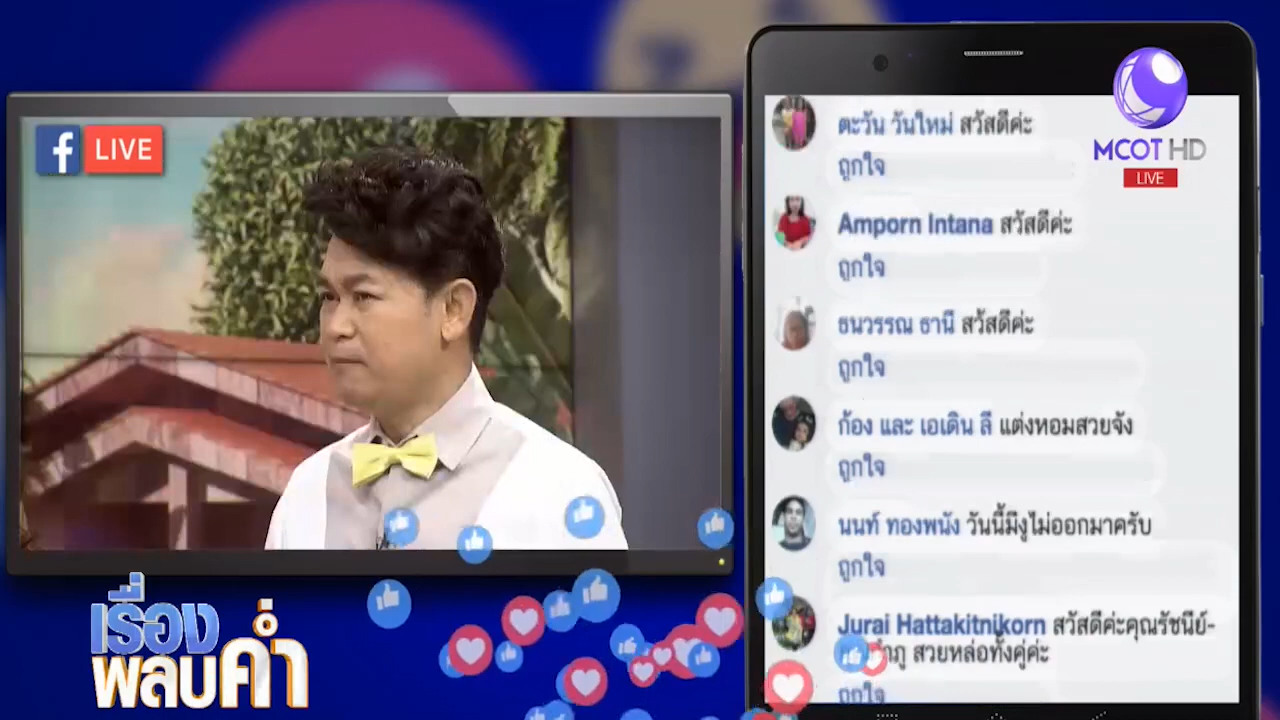 f LIVE
MCOT HD
LIVE
ตะวัน วันใหม่ สวัสดีค่ะ
ถูกใจ
Amporn Intana สวัสดีค่ะ
ถูกใจ
ธนวรรณ ธานี สวัสดีค่ะ
ถูกใจ
ก้อง และ เอเดิน ลี แต่งหอมสวยจัง
ถูกใจ
นนท์ ทองพนัง วันนี้มีงูไม่ออกมาครับ
ถูกใจ
Jurai Hattakitnikorn สวัสดีค่ะคุณรัชนีย์-
สวยหล่อทั้งคู่ค่ะ
ถูกใจ
เรื่อง
พลบค่ำ